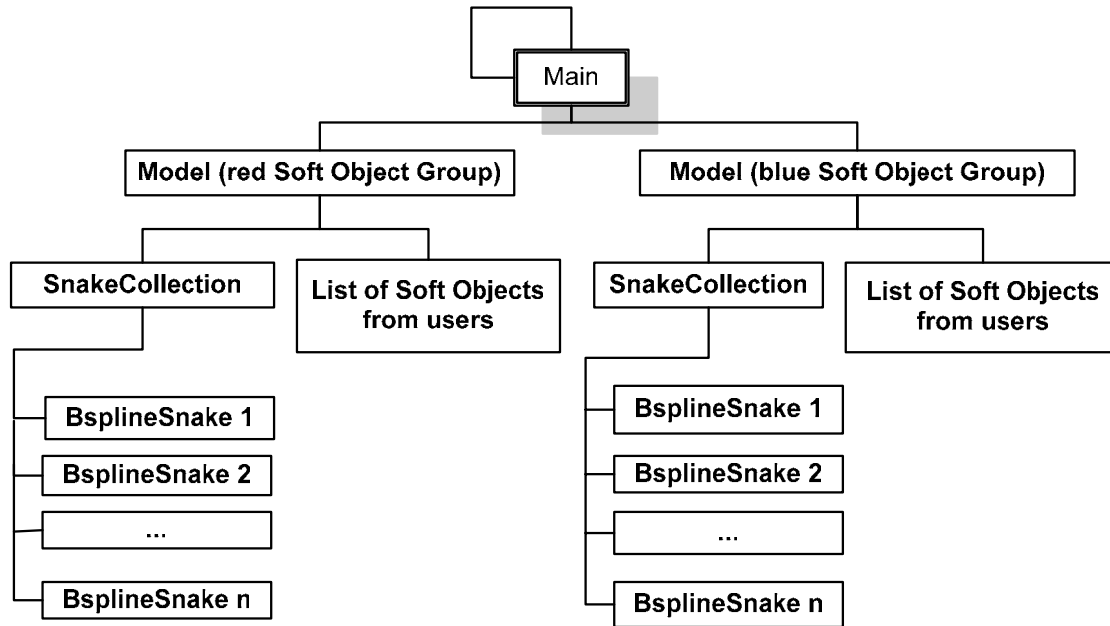 Main
Model (red Soft Object Group)
Model (blue Soft Object Group)
SnakeCollection
List of Soft Objects
from users
SnakeCollection
List of Soft Objects
from users
BsplineSnake 1
BsplineSnake 2
...
BsplineSnake n
BsplineSnake 1
BsplineSnake 2
...
BsplineSnake n